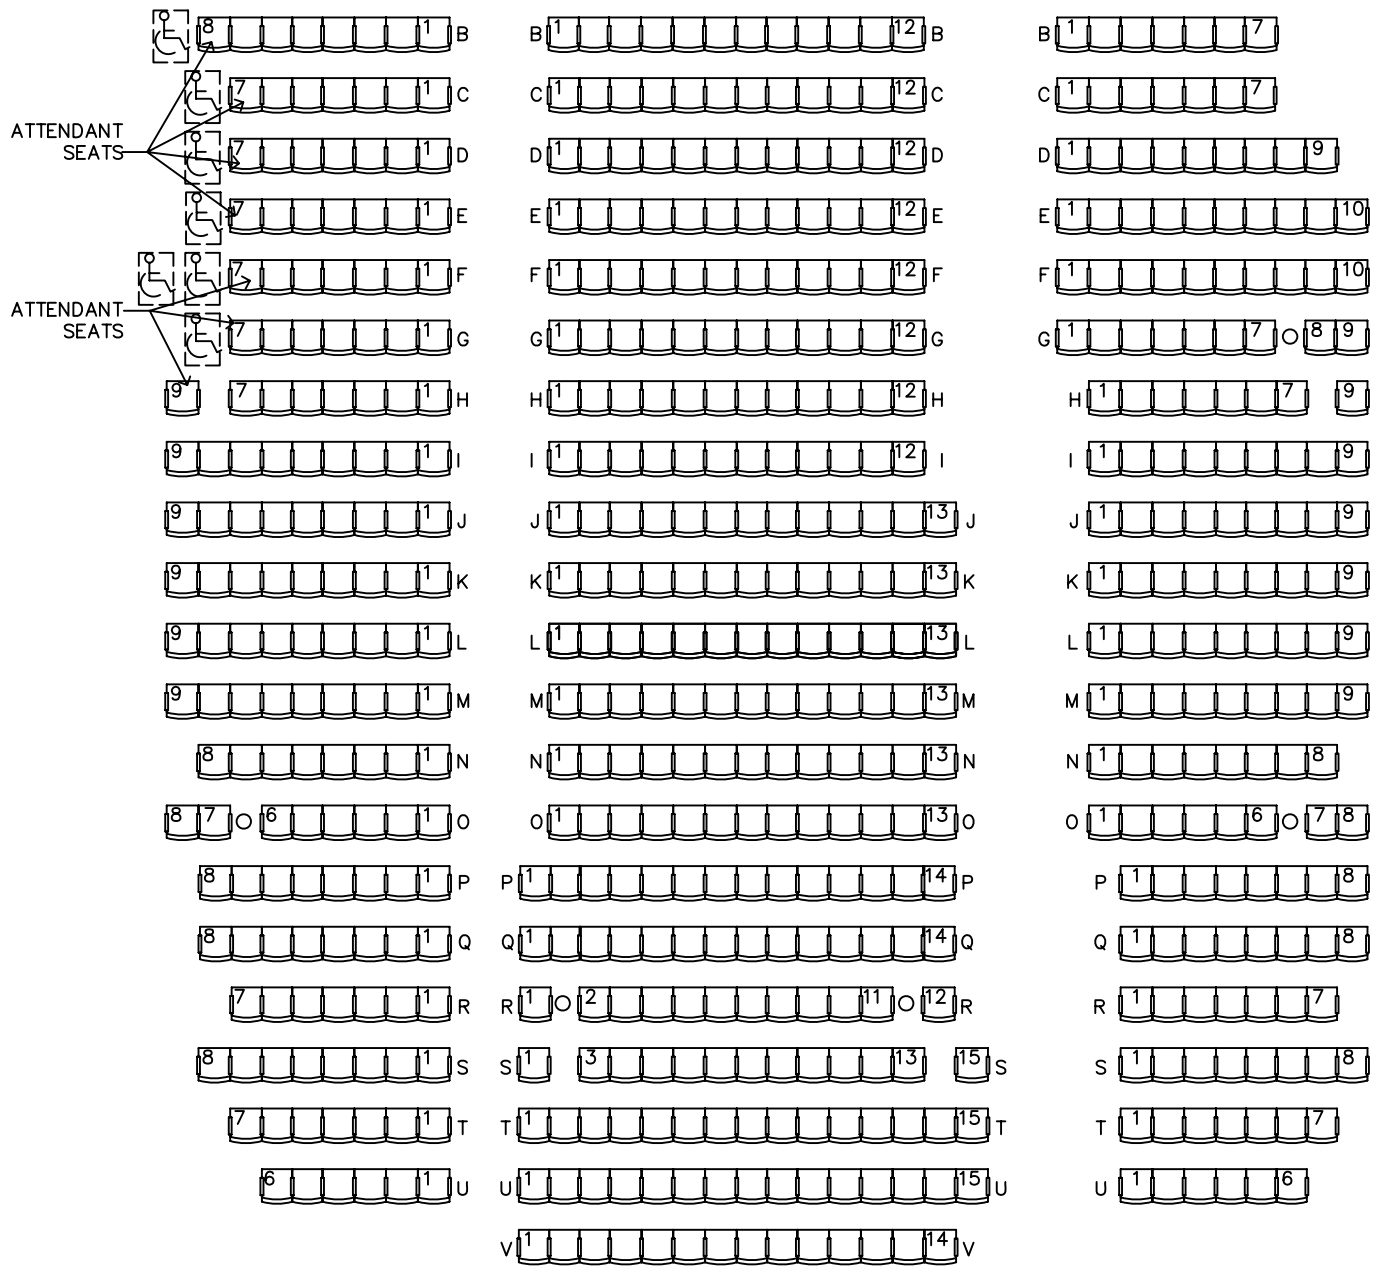 8 1 B B 1 12 B B 1 7
7 1 C C 1 12 C C 1 7
ATTENDANT
SEATS
7 1 D D 1 12 D D 1 9
7 1 E E 1 12 E E 1 10
7 1 F F 1 12 F F 1 10
ATTENDANT
SEATS
7 1 G G 1 12 G G 1 7 8 9
9 7 1 H H 1 12 H H 1 7 9
9 1 I I 1 12 I I 1 9
9 1 J J 1 13 J J 1 9
9 1 K K 1 13 K K 1 9
9 1 L L 1 13 L L 1 9
9 1 M M 1 13 M M 1 9
8 1 N N 1 13 N N 1 8
8 7 6 1 O O 1 13 O O 1 6 7 8
8 1 P P 1 14 P P 1 8
8 1 Q Q 1 14 Q Q 1 8
7 1 R R 1 2 11 12 R R 1 7
8 1 S S 1 3 13 15 S S 1 8
7 1 T T 1 15 T T 1 7
6 1 U U 1 15 U U 1 6
V 1 14 V